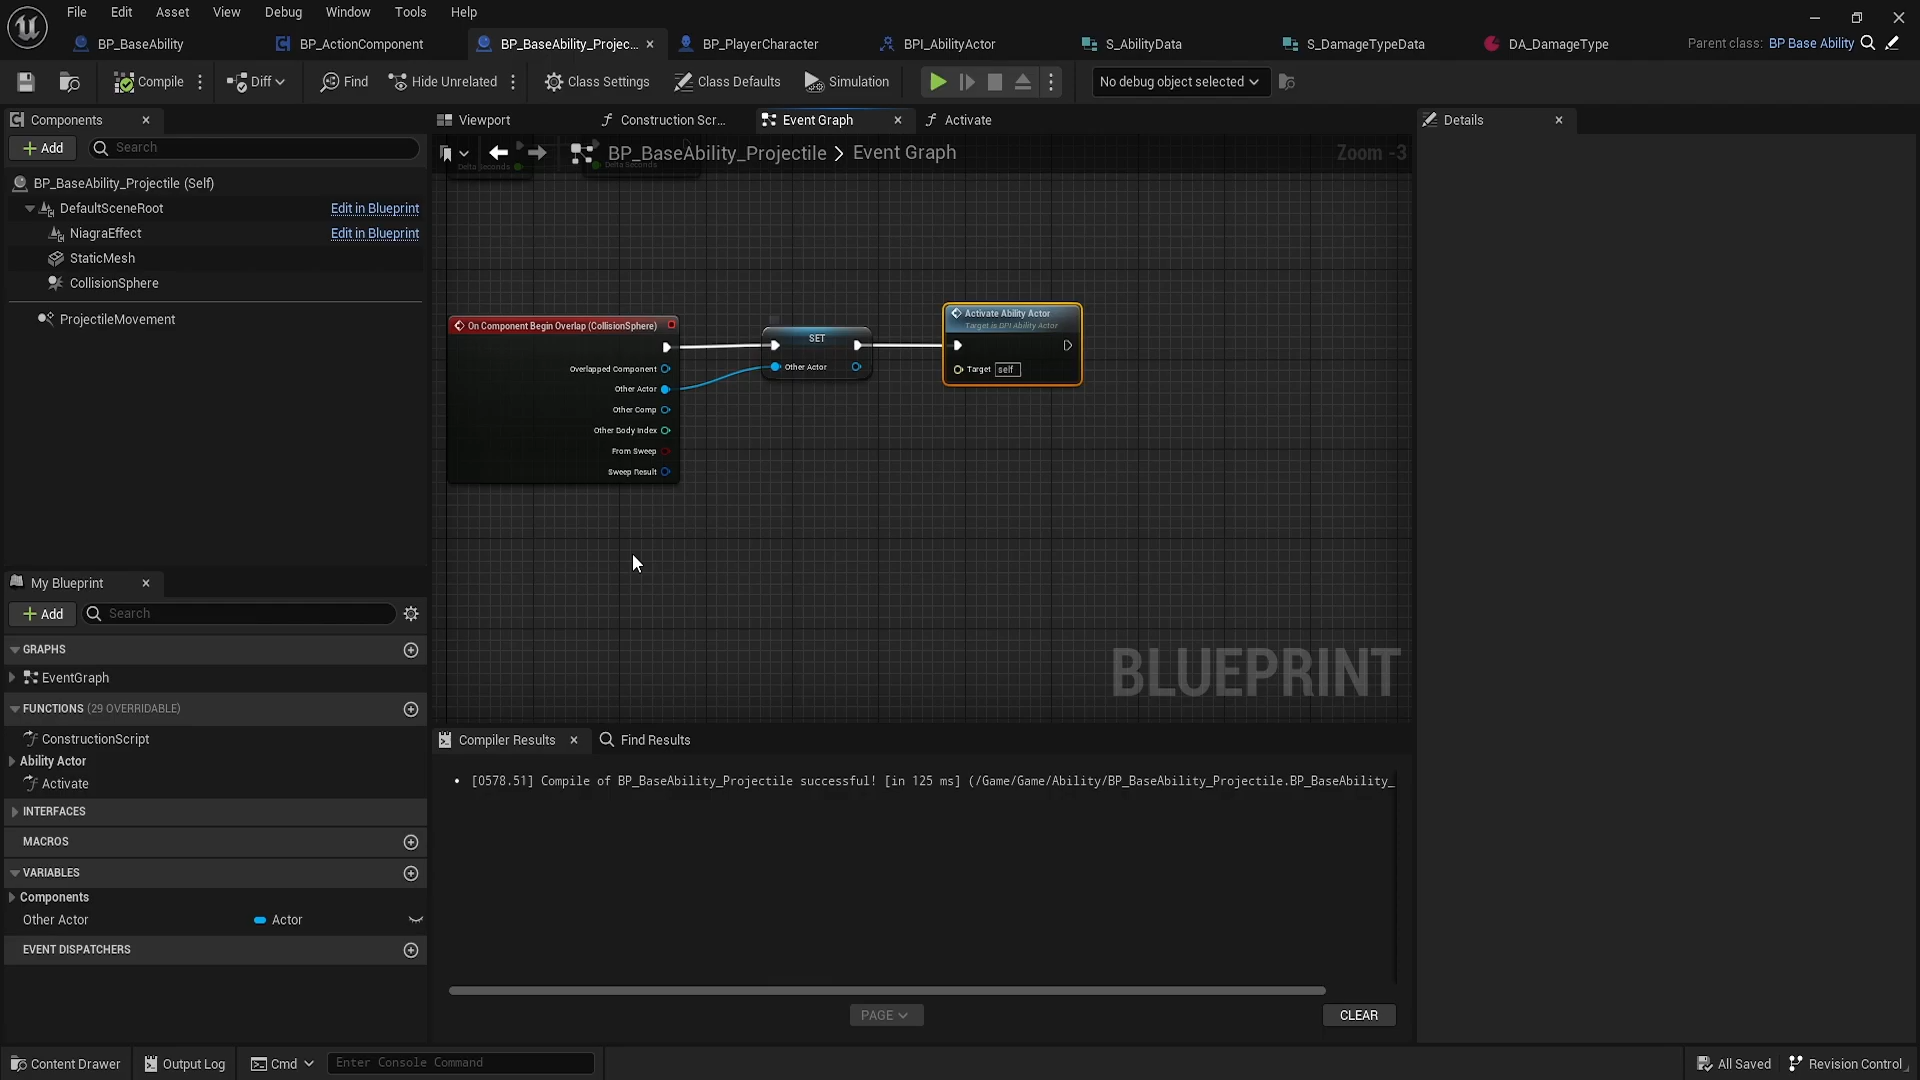 File Edit Asset View Debug Window Tools Help
BP_BaseAbility BP_ActionComponent BP_BaseAbility_Projec... BP_PlayerCharacter BPI_AbilityActor S_AbilityData S_DamageTypeData DA_DamageType Parent class: BP Base Ability
Compile Diff Find Hide Unrelated Class Settings Class Defaults Simulation No debug object selected
Components
Add Search
BP_BaseAbility_Projectile (Self)
DefaultSceneRoot Edit in Blueprint
NiagraEffect Edit in Blueprint
StaticMesh
CollisionSphere
ProjectileMovement
My Blueprint
Add Search
GRAPHS
EventGraph
FUNCTIONS (29 OVERRIDABLE)
ConstructionScript
Ability Actor
Activate
INTERFACES
MACROS
VARIABLES
Components
Other Actor Actor
EVENT DISPATCHERS
Viewport Construction Scr... Event Graph Activate
BP_BaseAbility_Projectile > Event Graph Zoom -3
Delta Seconds Delta Seconds
On Component Begin Overlap (CollisionSphere)
Overlapped Component
Other Actor
Other Comp
Other Body Index
From Sweep
Sweep Result
SET
Other Actor
Activate Ability Actor
Target is BPI Ability Actor
Target self
BLUEPRINT
Compiler Results Find Results
[0578.51] Compile of BP_BaseAbility_Projectile successful! [in 125 ms] (/Game/Game/Ability/BP_BaseAbility_Projectile.BP_BaseAbility_
PAGE CLEAR
Details
Content Drawer Output Log Cmd Enter Console Command All Saved Revision Control